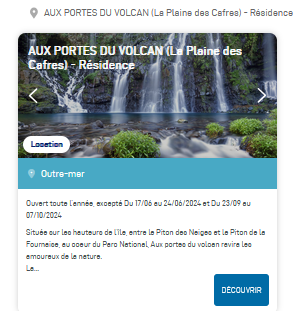 AUX PORTES DU VOLCAN (La Plaine des Cafres) - Résidence
AUX PORTES DU VOLCAN (La Plaine des
Cafres) - Résidence
Location
Outre-mer
Ouvert toute l'année, excepté Du 17/06 au 24/06/2024 et Du 23/09 au
07/10/2024
Située sur les hauteurs de l'île, entre le Piton des Neiges et le Piton de la
Fournaise, au coeur du Parc National, Aux portes du volcan ravira les
amoureux de la nature.
La...
DÉCOUVRIR